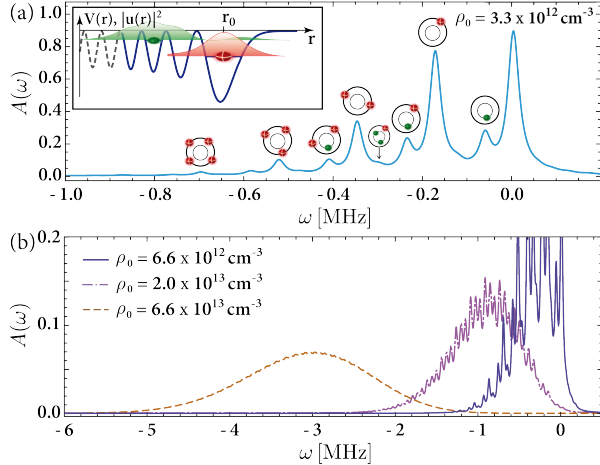 (a)
V(r), |u(r)|²
r₀
r
ρ₀ = 3.3 x 10¹² cm⁻³
A(ω)
0.8
0.6
0.4
0.2
0.0
- 1.0
- 0.8
- 0.6
- 0.4
- 0.2
0.0
ω [MHz]
(b)
0.2
0.1
0.0
A(ω)
ρ₀ = 6.6 x 10¹² cm⁻³
ρ₀ = 2.0 x 10¹³ cm⁻³
ρ₀ = 6.6 x 10¹³ cm⁻³
-6
-5
-4
-3
-2
-1
0
ω [MHz]